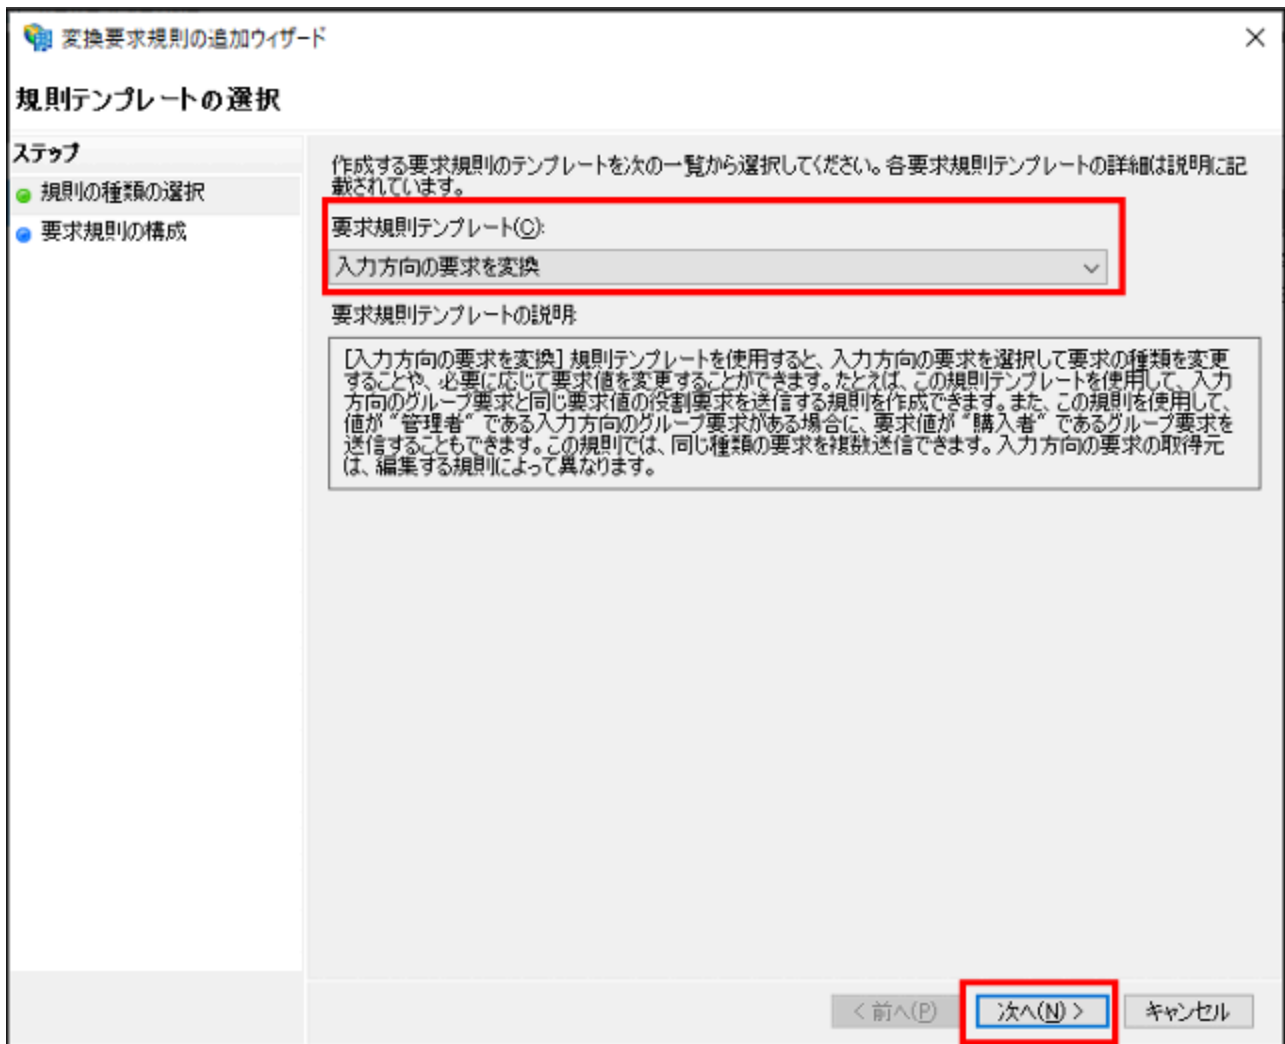 変換要求規則の追加ウィザード
規則テンプレートの選択
ステップ
規則の種類の選択
要求規則の構成
作成する要求規則のテンプレートを次の一覧から選択してください。各要求規則テンプレートの詳細は説明に記
載されています。
要求規則テンプレート(C):
入力方向の要求を変換
要求規則テンプレートの説明:
[入力方向の要求を変換] 規則テンプレートを使用すると、入力方向の要求を選択して要求の種類を変更
することや、必要に応じて要求値を変更することができます。たとえば、この規則テンプレートを使用して、入力
方向のグループ要求と同じ要求値の役割要求を送信する規則を作成できます。また、この規則を使用して、
値が "管理者" である入力方向のグループ要求がある場合に、要求値が "購入者" であるグループ要求を
送信することもできます。この規則では、同じ種類の要求を複数送信できます。入力方向の要求の取得元
は、編集する規則によって異なります。
< 前へ(P)
次へ(N) >
キャンセル